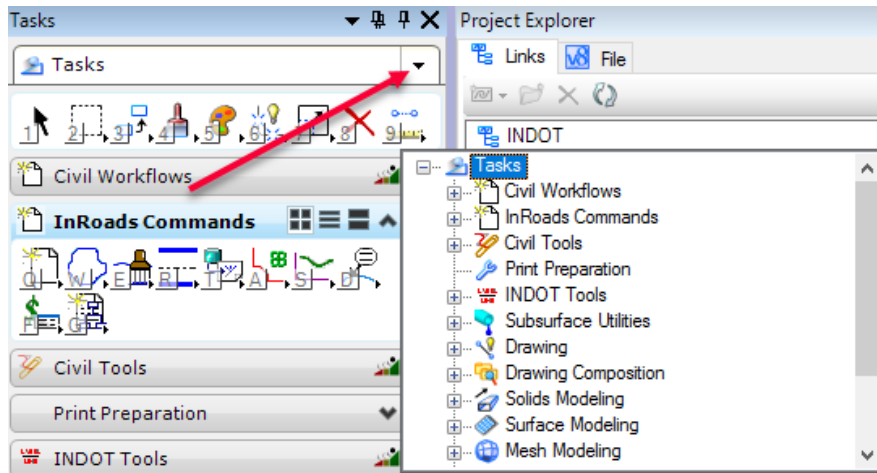 Tasks
Project Explorer
Tasks
Links
v8 File
1 2 3 4 5 6 7 8 9
INDOT
Civil Workflows
InRoads Commands
Q W E R T A S D
F G
Civil Tools
Print Preparation
INDOT Tools
Tasks
Civil Workflows
InRoads Commands
Civil Tools
Print Preparation
INDOT Tools
Subsurface Utilities
Drawing
Drawing Composition
Solids Modeling
Surface Modeling
Mesh Modeling